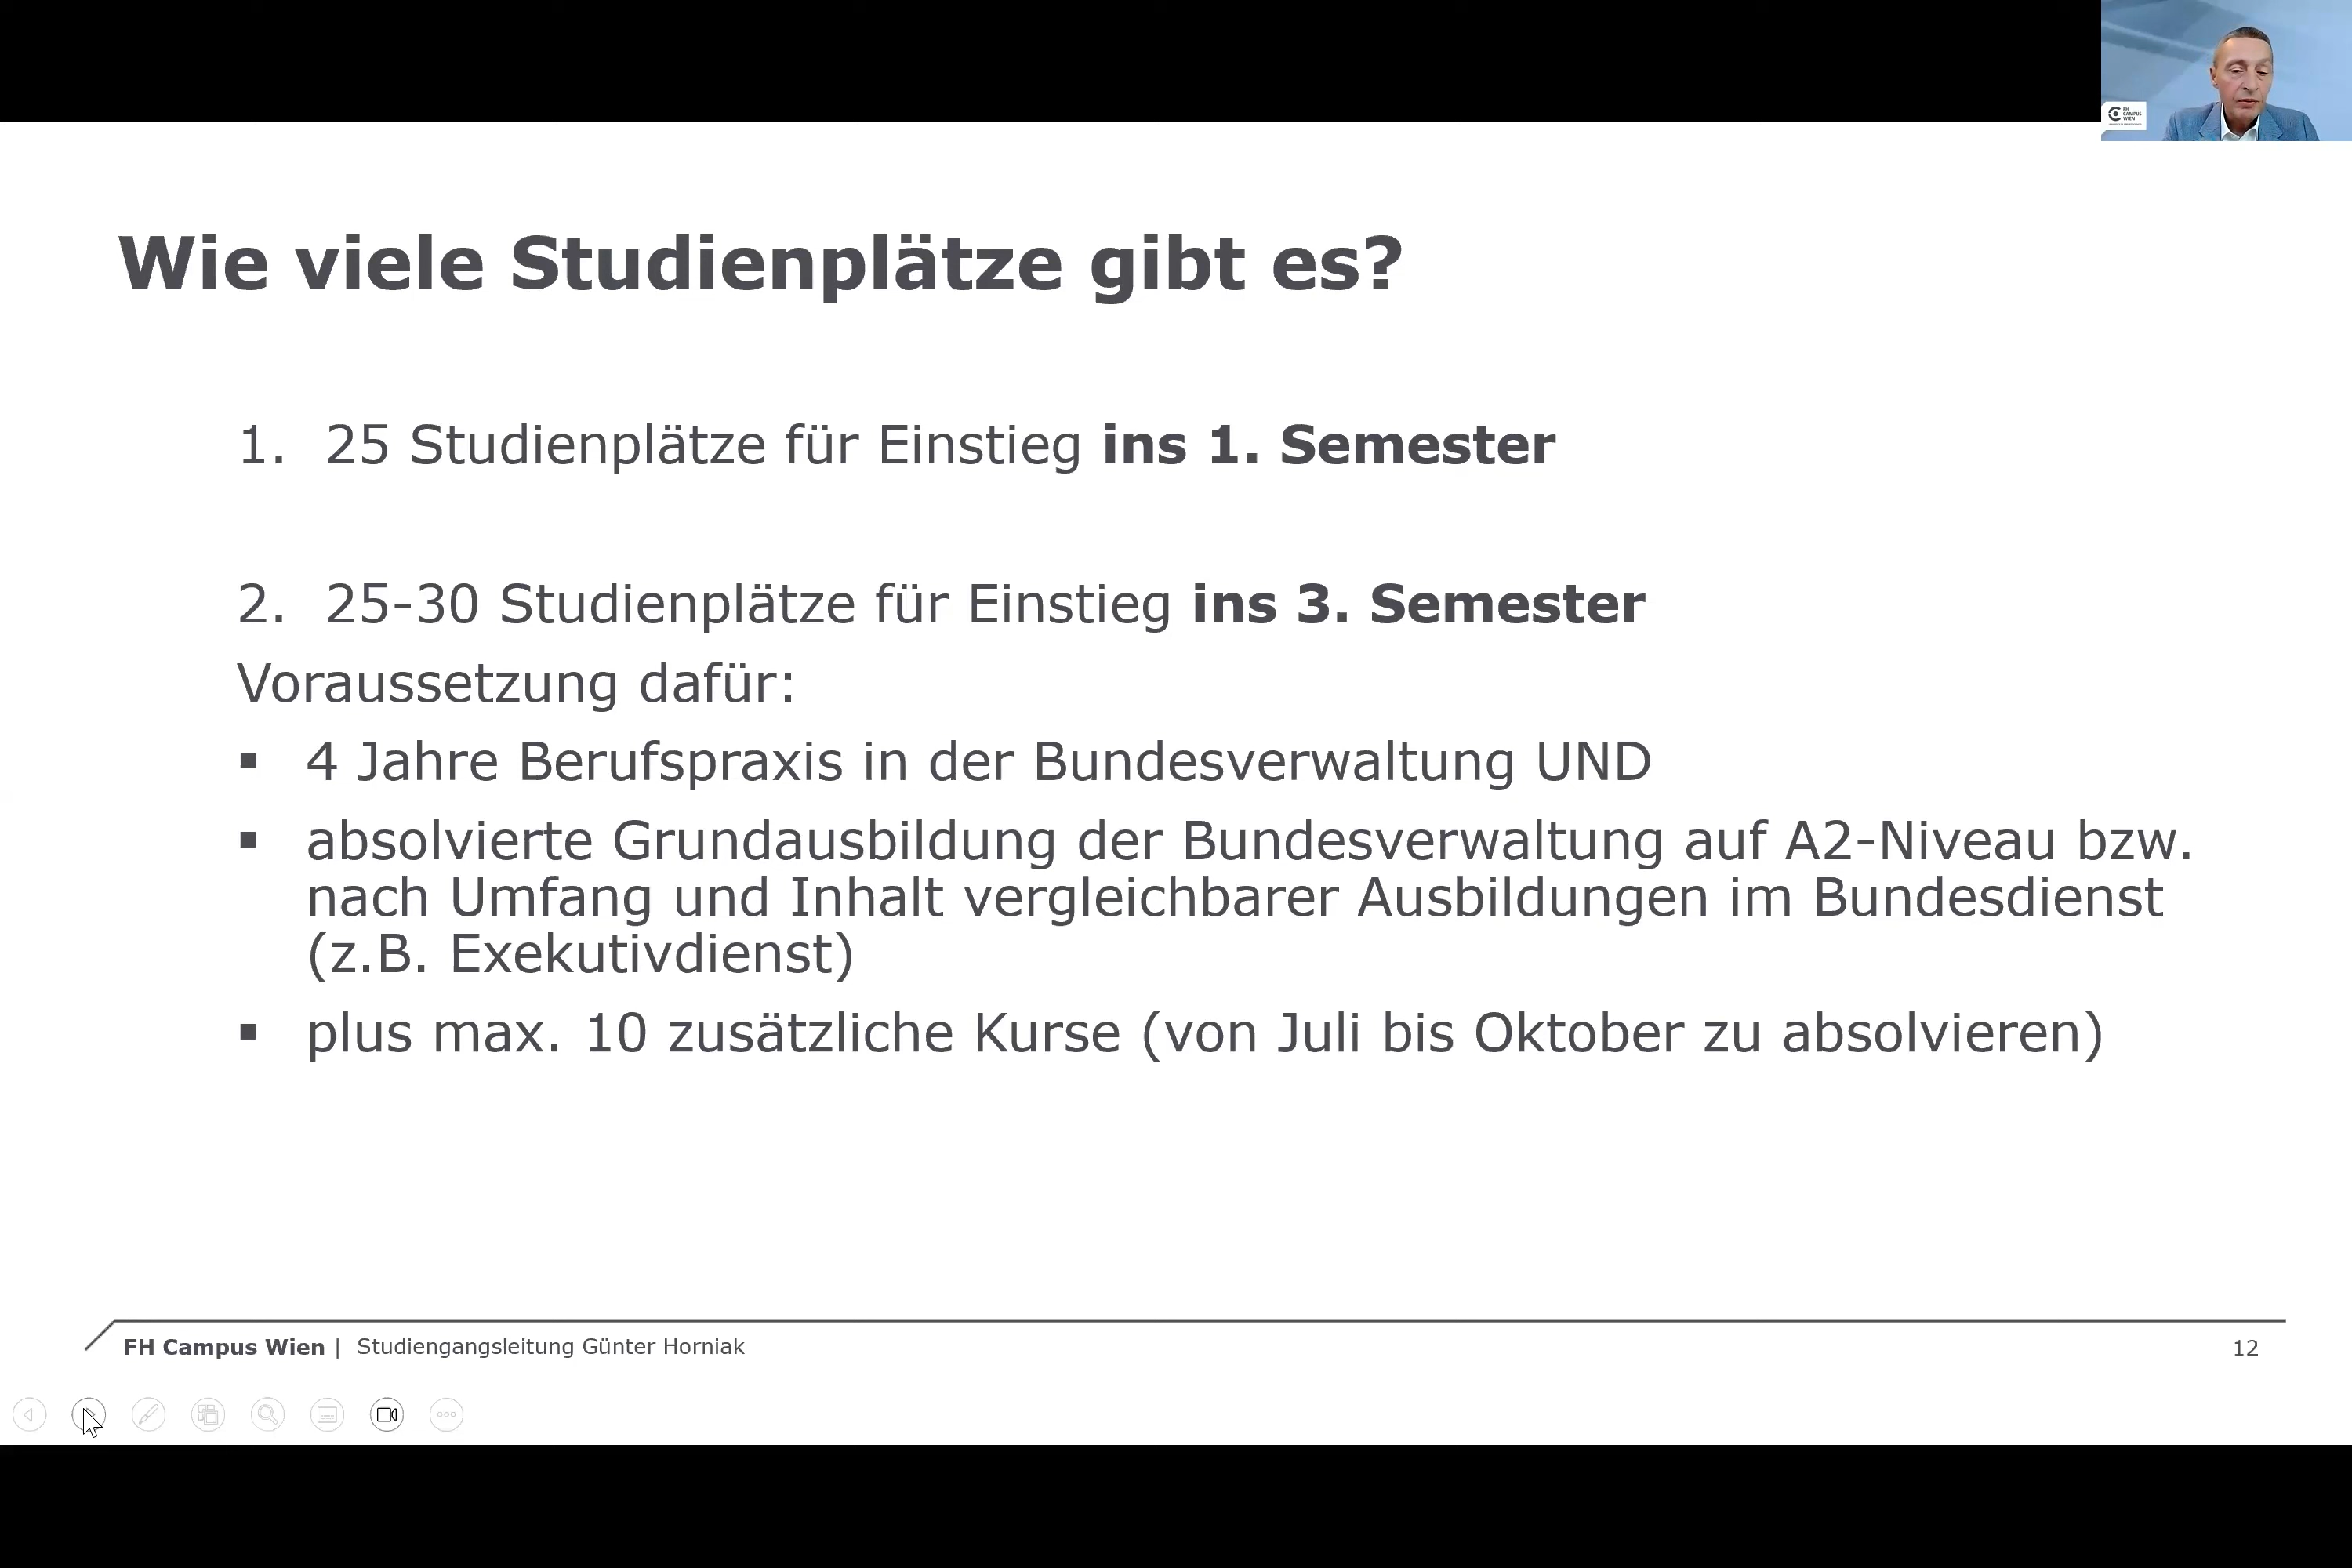 FH
CAMPUS
WIEN
Wie viele Studienplätze gibt es?
1. 25 Studienplätze für Einstieg ins 1. Semester
2. 25-30 Studienplätze für Einstieg ins 3. Semester
Voraussetzung dafür:
▪ 4 Jahre Berufspraxis in der Bundesverwaltung UND
▪ absolvierte Grundausbildung der Bundesverwaltung auf A2-Niveau bzw.
nach Umfang und Inhalt vergleichbarer Ausbildungen im Bundesdienst
(z.B. Exekutivdienst)
▪ plus max. 10 zusätzliche Kurse (von Juli bis Oktober zu absolvieren)
FH Campus Wien | Studiengangsleitung Günter Horniak
12